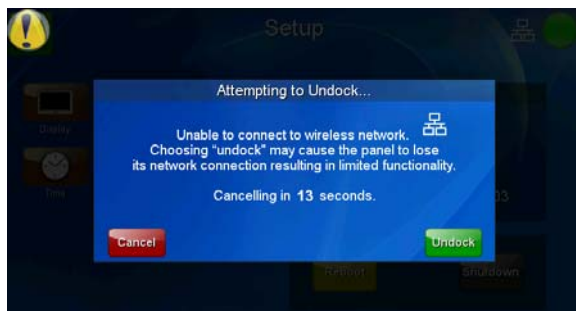 Setup
Attempting to Undock...
Unable to connect to wireless network.
Choosing "undock" may cause the panel to lose
its network connection resulting in limited functionality.
Cancelling in 13 seconds.
Cancel
Undock
Display
Time
03
Reboot
Shutdown